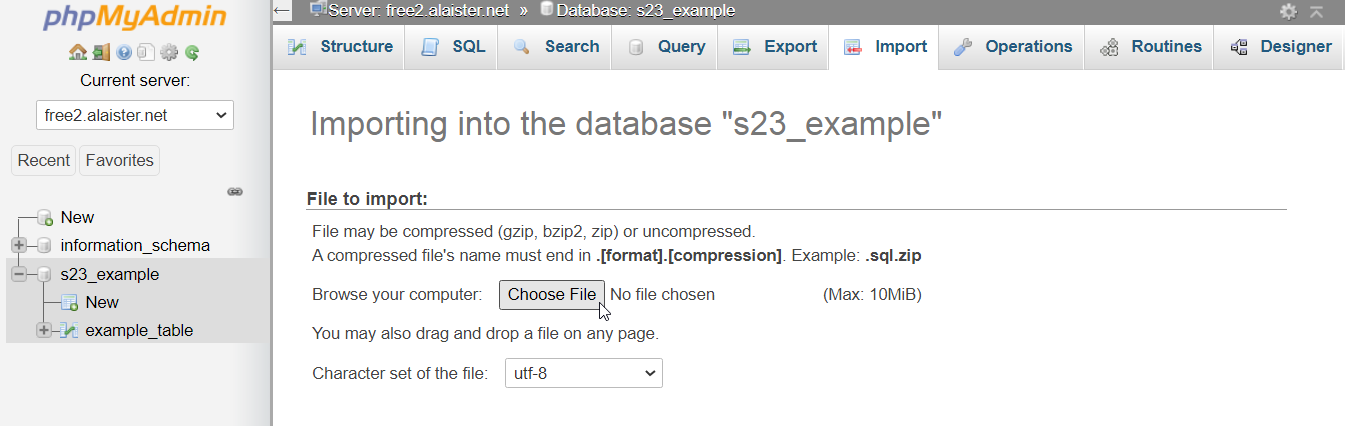 phpMyAdmin
Current server:
free2.alaister.net
Recent Favorites
New
information_schema
s23_example
New
example_table
Server: free2.alaister.net » Database: s23_example
Structure SQL Search Query Export Import Operations Routines Designer
Importing into the database "s23_example"
File to import:
File may be compressed (gzip, bzip2, zip) or uncompressed.
A compressed file's name must end in .[format].[compression]. Example: .sql.zip
Browse your computer: Choose File No file chosen (Max: 10MiB)
You may also drag and drop a file on any page.
Character set of the file: utf-8